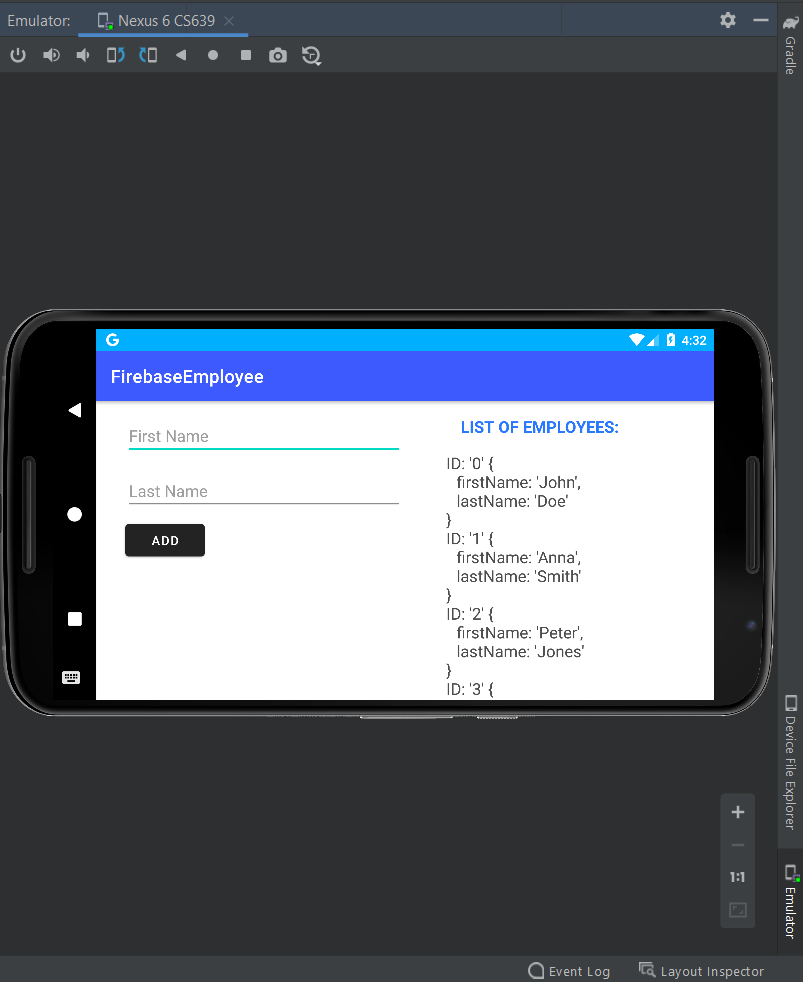 Emulator: Nexus 6 CS639
Gradle
G 4:32
FirebaseEmployee
First Name
Last Name
ADD
LIST OF EMPLOYEES:
ID: '0' {
firstName: 'John',
lastName: 'Doe'
}
ID: '1' {
firstName: 'Anna',
lastName: 'Smith'
}
ID: '2' {
firstName: 'Peter',
lastName: 'Jones'
}
ID: '3' {
Device File Explorer
1:1
Emulator
Event Log Layout Inspector